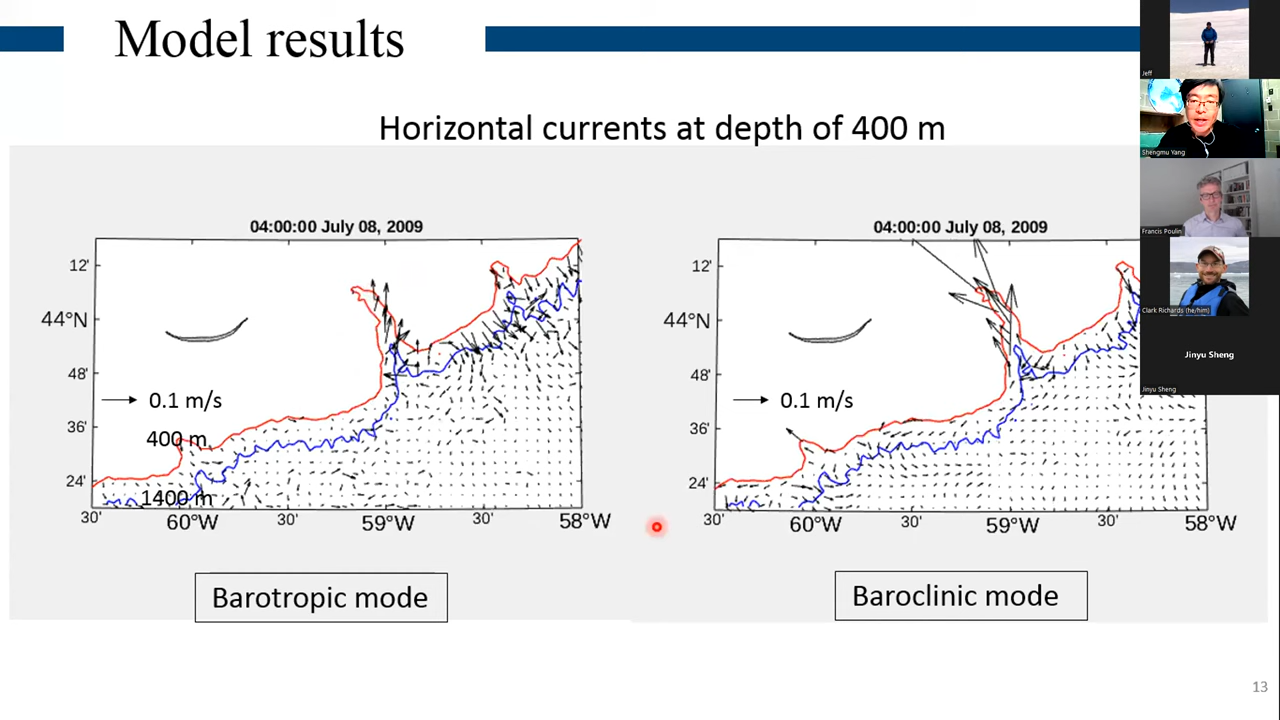 Model results
Horizontal currents at depth of 400 m
04:00:00 July 08, 2009
12'
44°N
48'
36'
24'
0.1 m/s
400 m
1400 m
30'
60°W
30'
59°W
30'
58°W
Barotropic mode
04:00:00 July 08, 2009
12'
44°N
48'
36'
24'
0.1 m/s
30'
60°W
30'
59°W
30'
58°W
Baroclinic mode
13
Jeff
Shengmu Yang
Francis Poulin
Clark Richards (he/him)
Jinyu Sheng
Jinyu Sheng